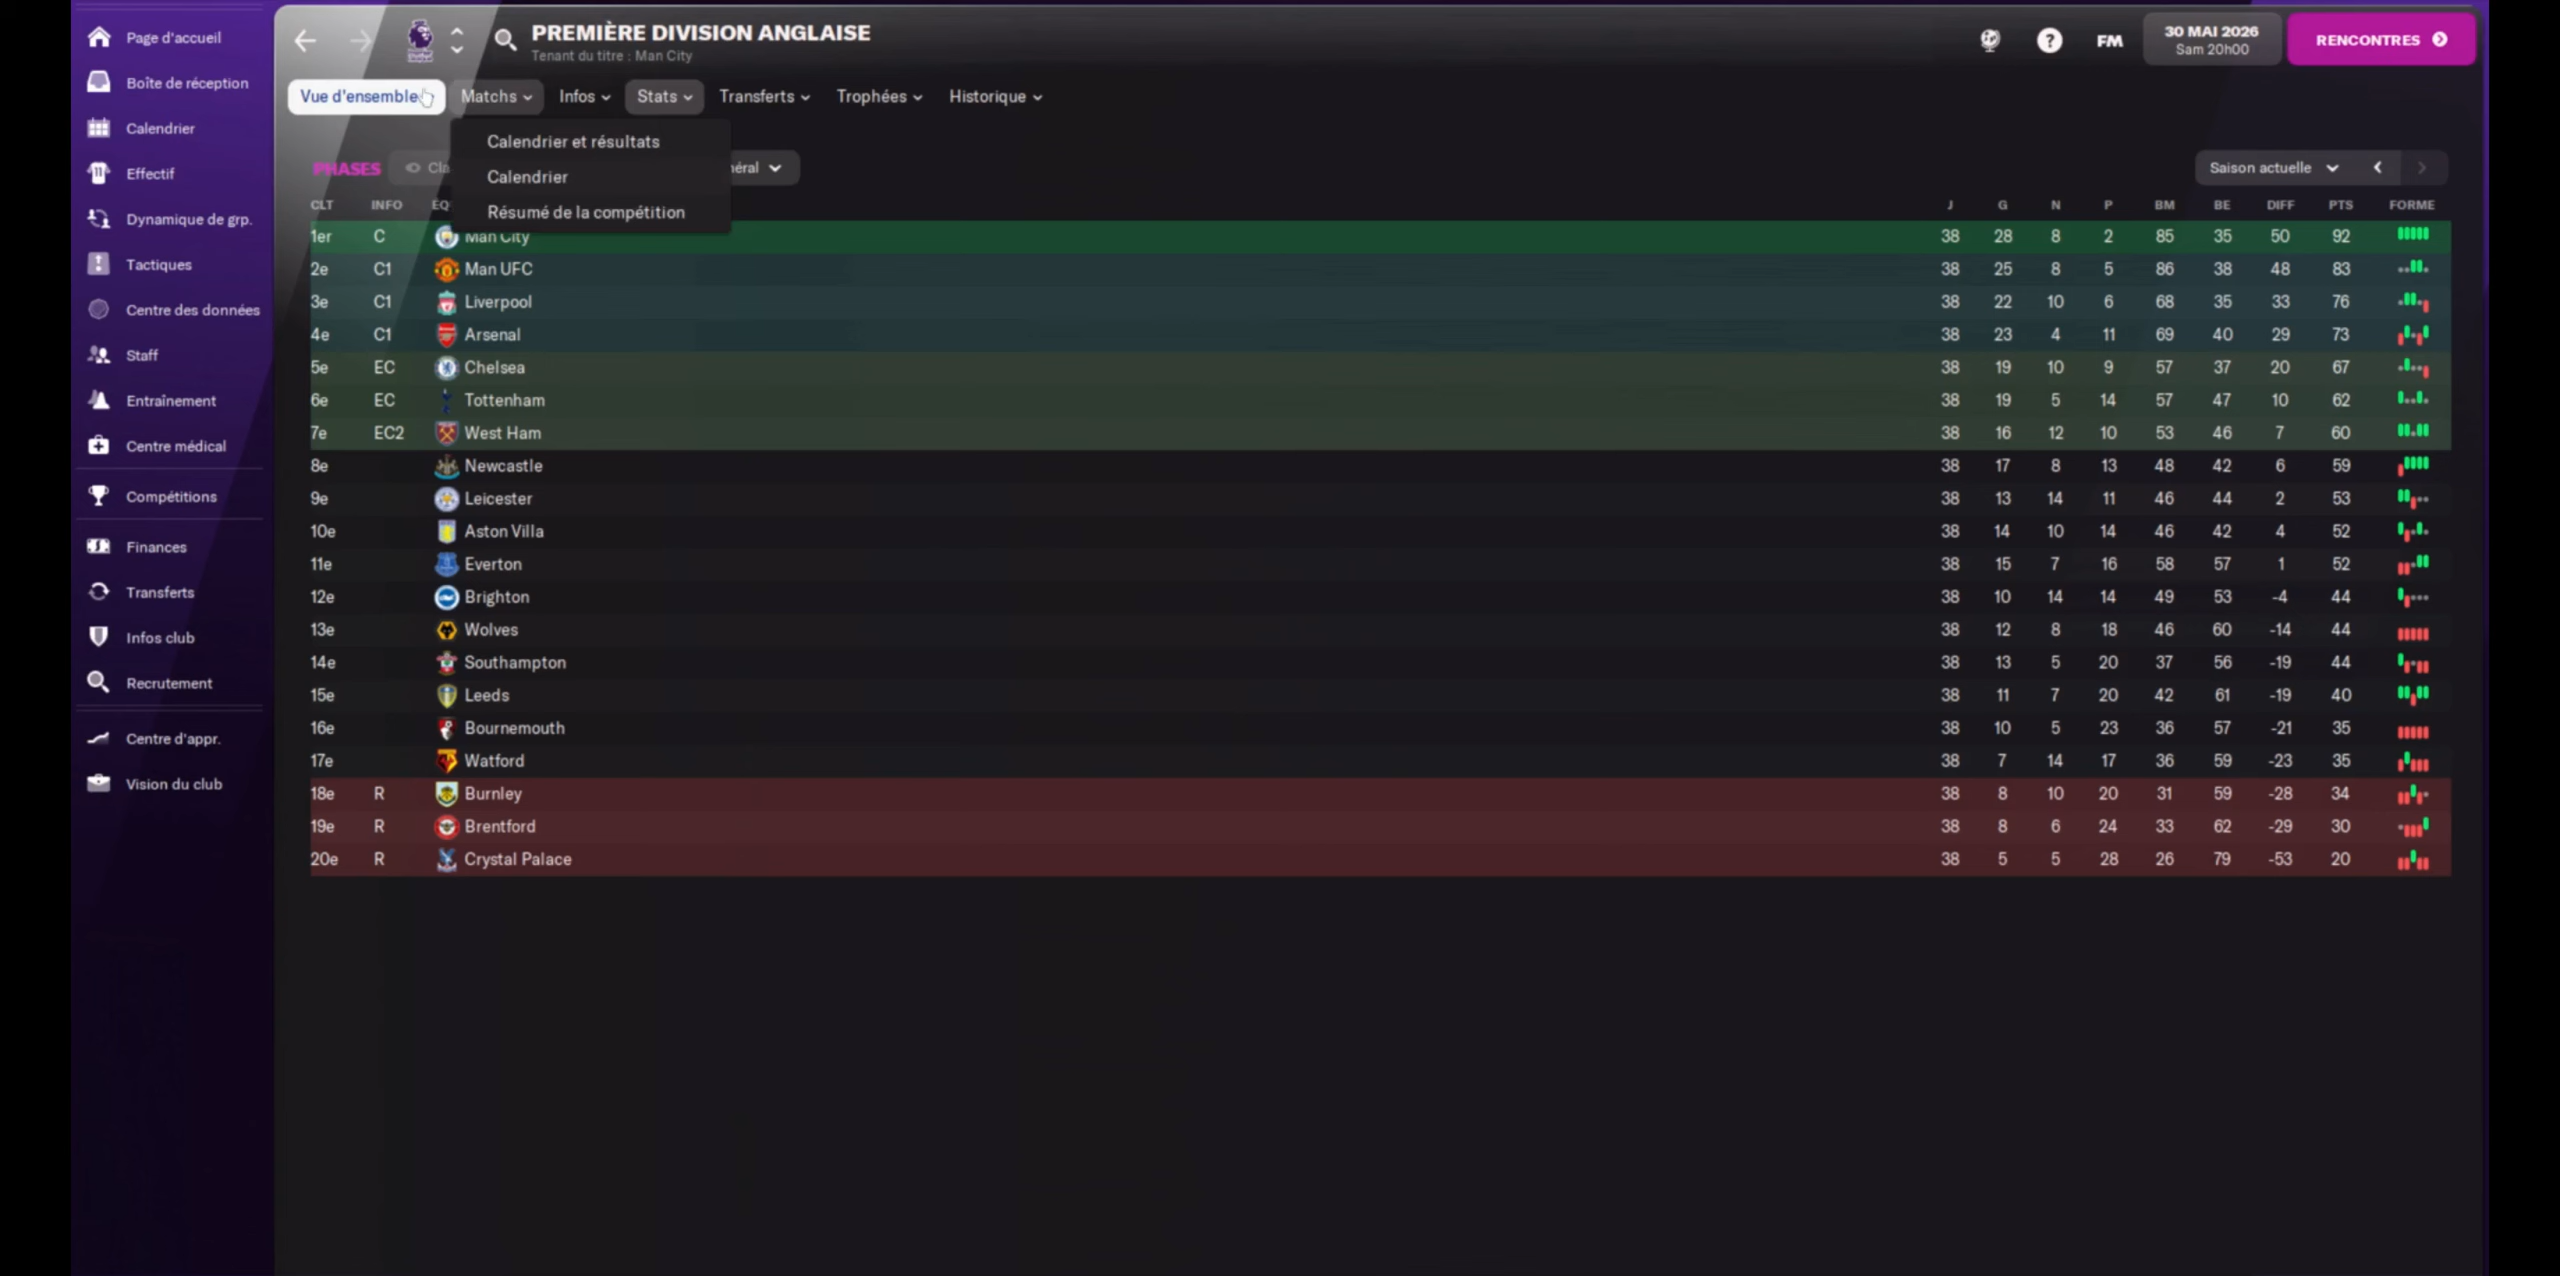 Page d'accueil
Boîte de réception
Calendrier
Effectif
Dynamique de grp.
Tactiques
Centre des données
Staff
Entraînement
Centre médical
Compétitions
Finances
Transferts
Infos club
Recrutement
Centre d'appr.
Vision du club
PREMIÈRE DIVISION ANGLAISE
Tenant du titre : Man City
FM
30 MAI 2026
Sam 20h00
RENCONTRES
Vue d'ensemble Matchs Infos Stats Transferts Trophées Historique
Calendrier et résultats
Calendrier
Résumé de la compétition
PHASES Cla néral Saison actuelle
CLT INFO ÉQ J G N P BM BE DIFF PTS FORME
1er C Man City 38 28 8 2 85 35 50 92
2e C1 Man UFC 38 25 8 5 86 38 48 83
3e C1 Liverpool 38 22 10 6 68 35 33 76
4e C1 Arsenal 38 23 4 11 69 40 29 73
5e EC Chelsea 38 19 10 9 57 37 20 67
6e EC Tottenham 38 19 5 14 57 47 10 62
7e EC2 West Ham 38 16 12 10 53 46 7 60
8e Newcastle 38 17 8 13 48 42 6 59
9e Leicester 38 13 14 11 46 44 2 53
10e Aston Villa 38 14 10 14 46 42 4 52
11e Everton 38 15 7 16 58 57 1 52
12e Brighton 38 10 14 14 49 53 -4 44
13e Wolves 38 12 8 18 46 60 -14 44
14e Southampton 38 13 5 20 37 56 -19 44
15e Leeds 38 11 7 20 42 61 -19 40
16e Bournemouth 38 10 5 23 36 57 -21 35
17e Watford 38 7 14 17 36 59 -23 35
18e R Burnley 38 8 10 20 31 59 -28 34
19e R Brentford 38 8 6 24 33 62 -29 30
20e R Crystal Palace 38 5 5 28 26 79 -53 20